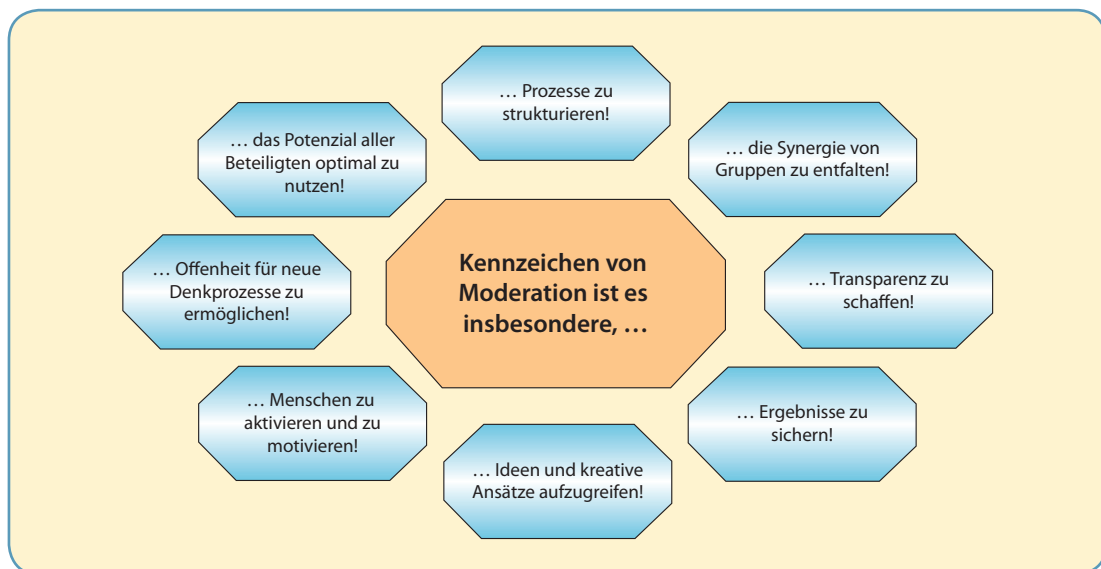 … Prozesse zu
strukturieren!
… das Potenzial aller
Beteiligten optimal zu
nutzen!
… die Synergie von
Gruppen zu entfalten!
… Offenheit für neue
Denkprozesse zu
ermöglichen!
Kennzeichen von
Moderation ist es
insbesondere, …
… Transparenz zu
schaffen!
… Menschen zu
aktivieren und zu
motivieren!
… Ergebnisse zu
sichern!
… Ideen und kreative
Ansätze aufzugreifen!